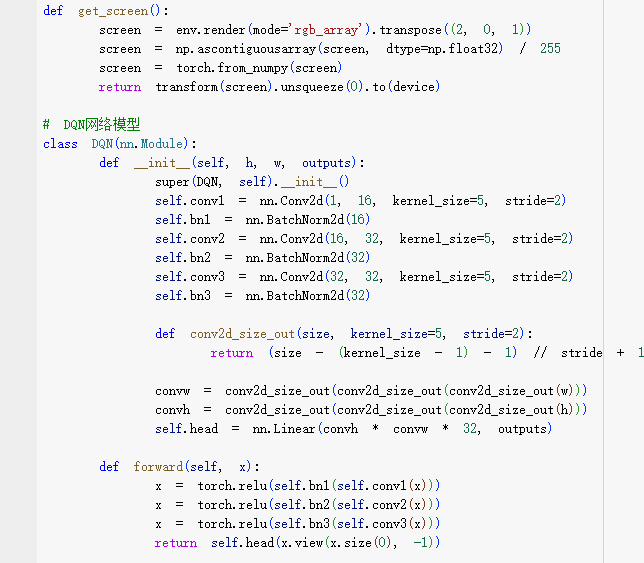 def get_screen():
screen = env.render(mode='rgb_array').transpose((2, 0, 1))
screen = np.ascontiguousarray(screen, dtype=np.float32) / 255
screen = torch.from_numpy(screen)
return transform(screen).unsqueeze(0).to(device)
# DQN网络模型
class DQN(nn.Module):
def __init__(self, h, w, outputs):
super(DQN, self).__init__()
self.conv1 = nn.Conv2d(1, 16, kernel_size=5, stride=2)
self.bn1 = nn.BatchNorm2d(16)
self.conv2 = nn.Conv2d(16, 32, kernel_size=5, stride=2)
self.bn2 = nn.BatchNorm2d(32)
self.conv3 = nn.Conv2d(32, 32, kernel_size=5, stride=2)
self.bn3 = nn.BatchNorm2d(32)
def conv2d_size_out(size, kernel_size=5, stride=2):
return (size - (kernel_size - 1) - 1) // stride + 1
convw = conv2d_size_out(conv2d_size_out(conv2d_size_out(w)))
convh = conv2d_size_out(conv2d_size_out(conv2d_size_out(h)))
self.head = nn.Linear(convh * convw * 32, outputs)
def forward(self, x):
x = torch.relu(self.bn1(self.conv1(x)))
x = torch.relu(self.bn2(self.conv2(x)))
x = torch.relu(self.bn3(self.conv3(x)))
return self.head(x.view(x.size(0), -1))